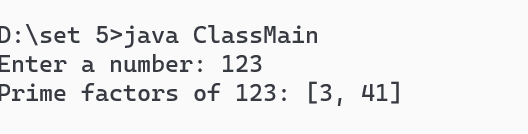 D:\set 5>java ClassMain
Enter a number: 123
Prime factors of 123: [3, 41]